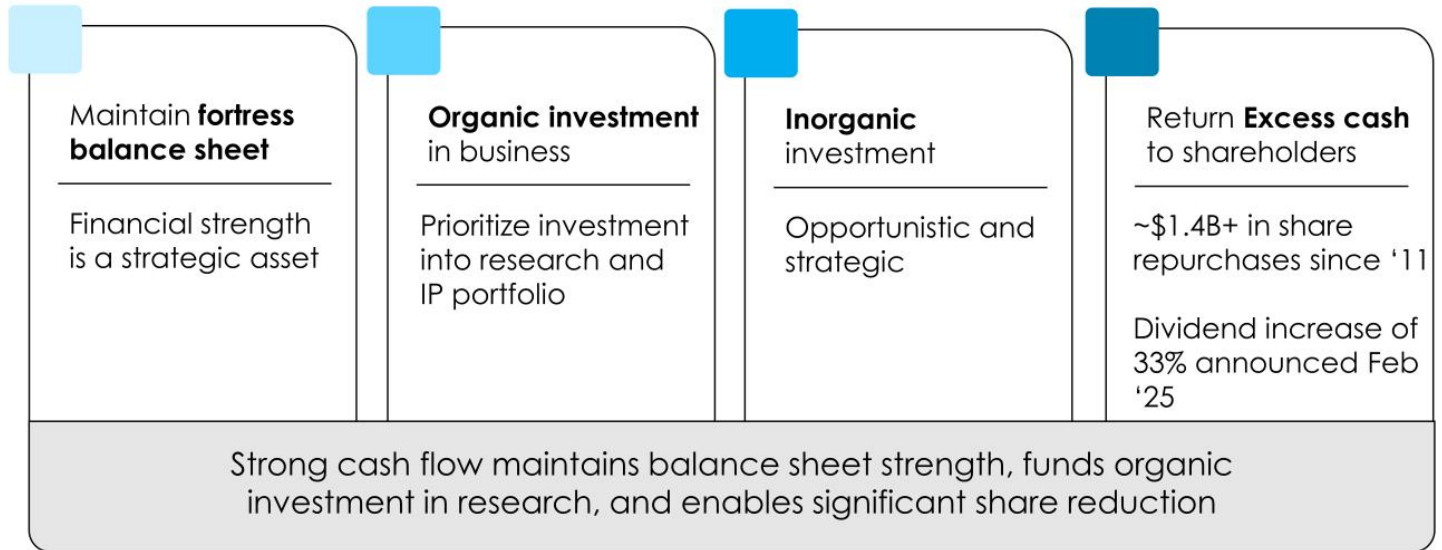 Maintain fortress
balance sheet
Financial strength
is a strategic asset
Organic investment
in business
Prioritize investment
into research and
IP portfolio
Inorganic
investment
Opportunistic and
strategic
Return Excess cash
to shareholders
~$1.4B+ in share
repurchases since ‘11
Dividend increase of
33% announced Feb
‘25
Strong cash flow maintains balance sheet strength, funds organic
investment in research, and enables significant share reduction